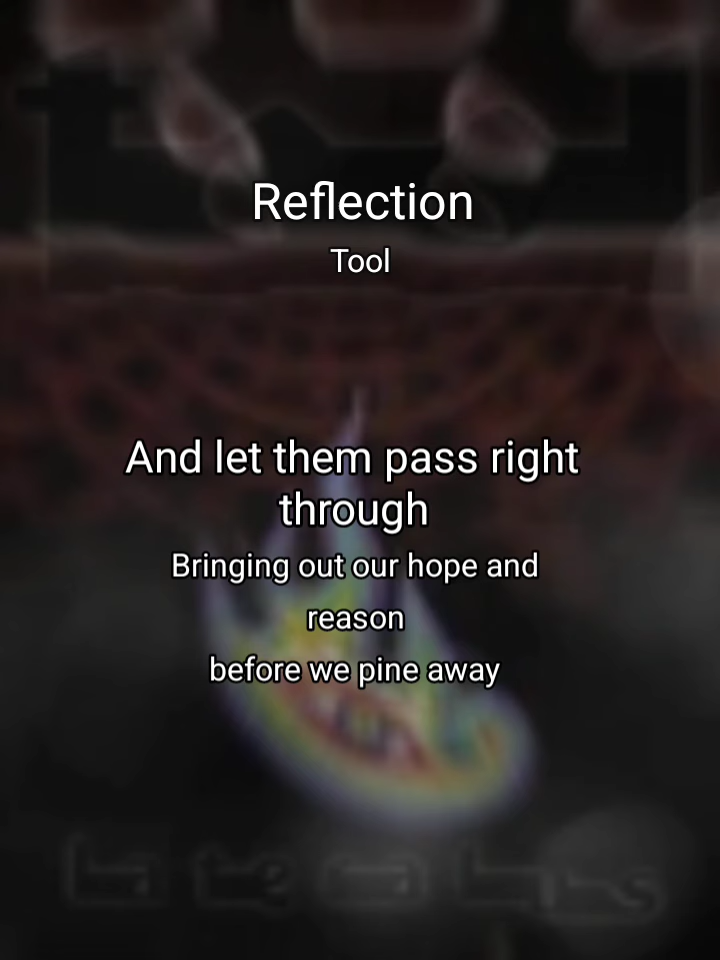 Reflection
Tool
And let them pass right
through
Bringing out our hope and
reason
before we pine away